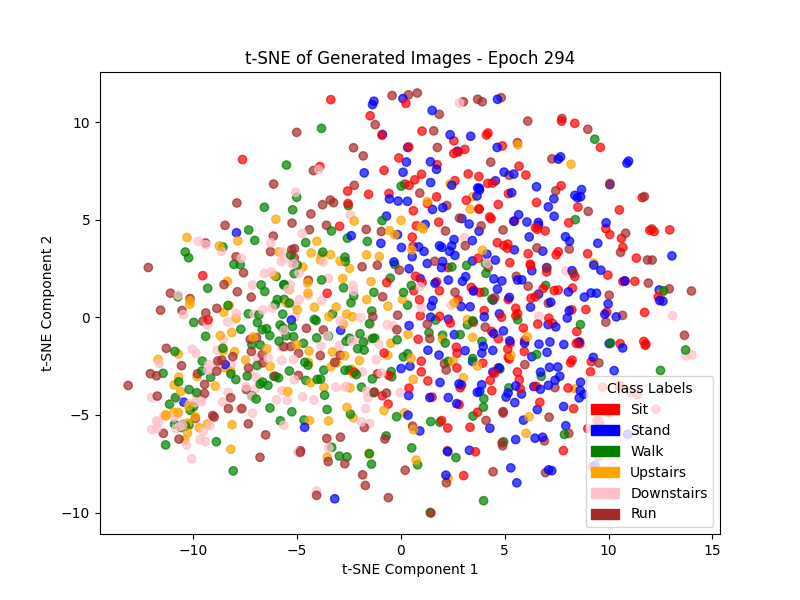 t-SNE of Generated Images - Epoch 294
10
5
0
−5
−10
t-SNE Component 2
Class Labels
Sit
Stand
Walk
Upstairs
Downstairs
Run
−10 −5 0 5 10 15
t-SNE Component 1